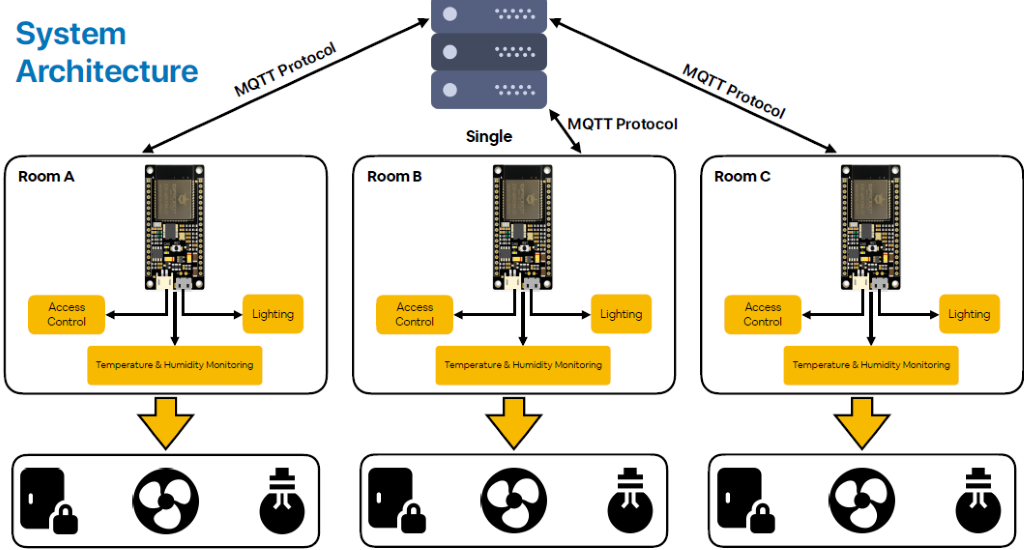 System
Architecture
MQTT Protocol
MQTT Protocol
MQTT Protocol
Single
Room A
Access
Control
Lighting
Temperature & Humidity Monitoring
Room B
Access
Control
Lighting
Temperature & Humidity Monitoring
Room C
Access
Control
Lighting
Temperature & Humidity Monitoring